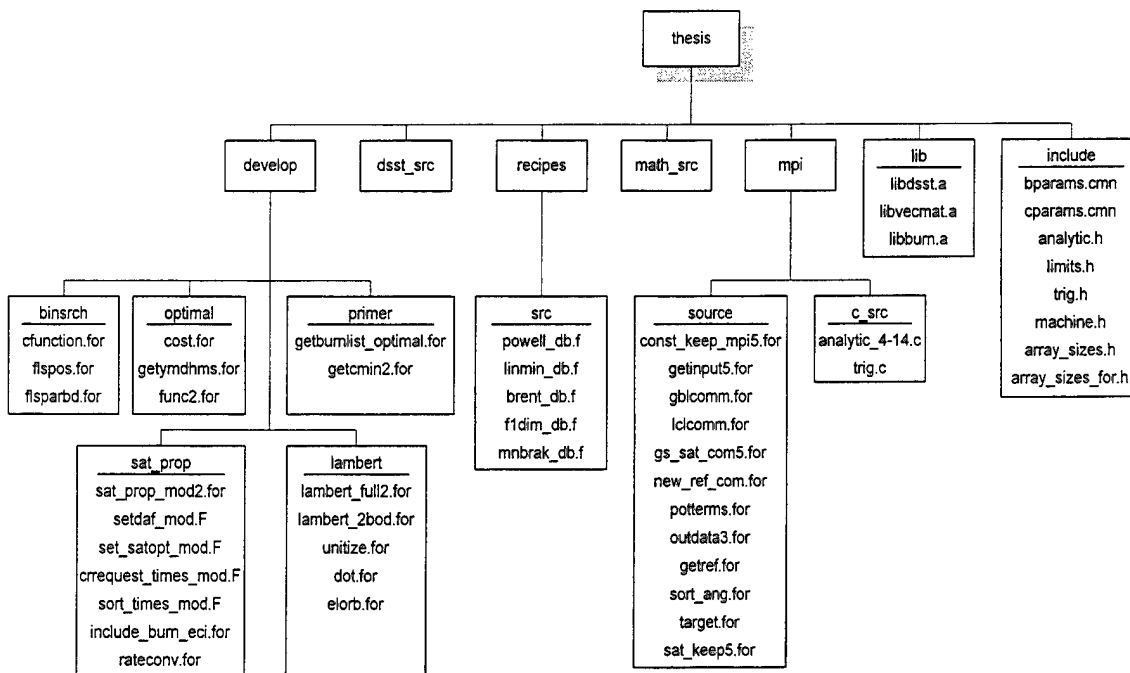 thesis
develop
dsst_src
recipes
math_src
mpi
lib
libdsst.a
libvecmat.a
libburn.a
include
bparams.cmn
cparams.cmn
analytic.h
limits.h
trig.h
machine.h
array_sizes.h
array_sizes_for.h
binsrch
cfunction.for
flspos.for
flsparbd.for
optimal
cost.for
getymdhms.for
func2.for
primer
getburnlist_optimal.for
getcmin2.for
src
powell_db.f
linmin_db.f
brent_db.f
f1dim_db.f
mnbrak_db.f
source
const_keep_mpi5.for
getinput5.for
gblcomm.for
lclcomm.for
gs_sat_com5.for
new_ref_com.for
potterms.for
outdata3.for
getref.for
sort_ang.for
target.for
sat_keep5.for
c_src
analytic_4-14.c
trig.c
sat_prop
sat_prop_mod2.for
setdaf_mod.F
set_satopt_mod.F
crrequest_times_mod.F
sort_times_mod.F
include_burn_eci.for
rateconv.for
lambert
lambert_full2.for
lambert_2bod.for
unitize.for
dot.for
elorb.for